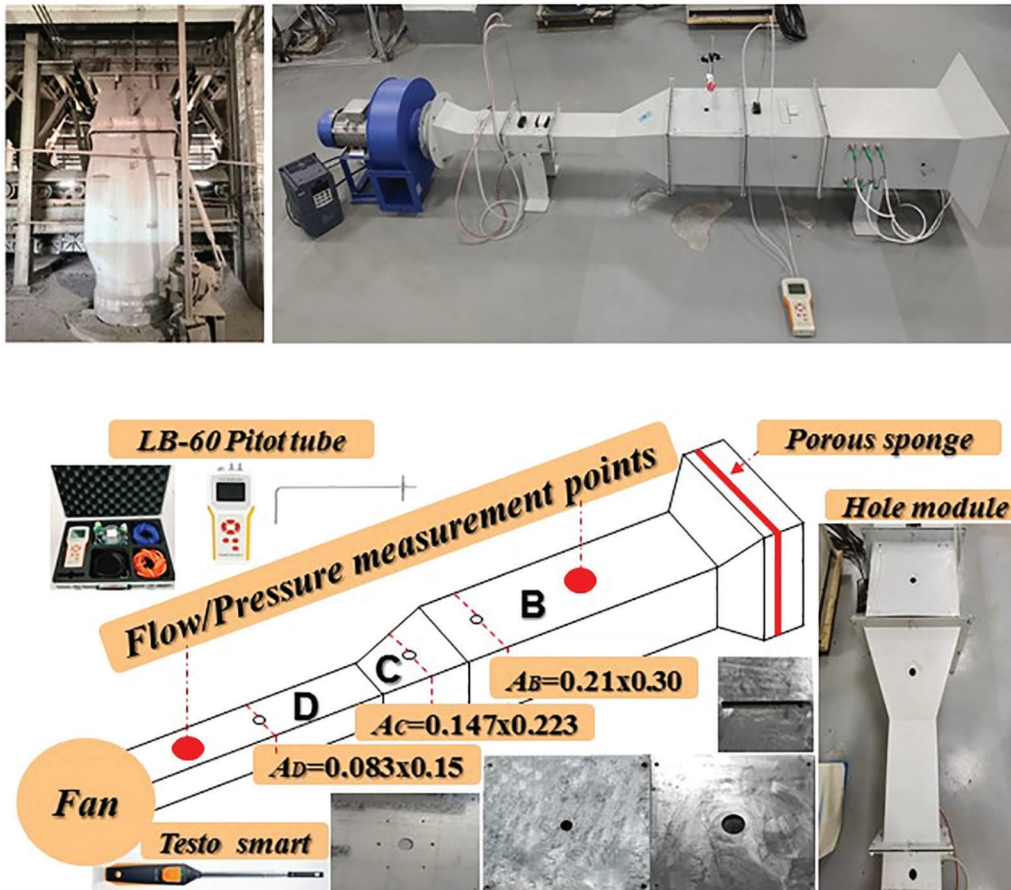 LB-60 Pitot tube
Porous sponge
Flow/Pressure measurement points
Hole module
B
C
D
AB=0.21x0.30
AC=0.147x0.223
AD=0.083x0.15
Fan
Testo smart